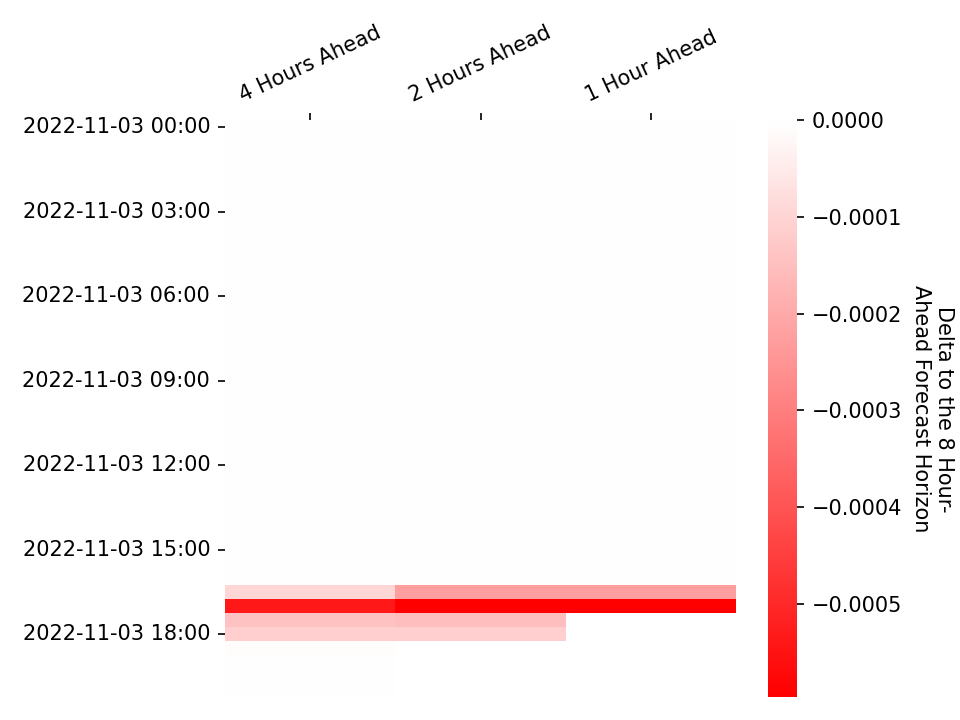 4 Hours Ahead
2 Hours Ahead
1 Hour Ahead
2022-11-03 00:00
2022-11-03 03:00
2022-11-03 06:00
2022-11-03 09:00
2022-11-03 12:00
2022-11-03 15:00
2022-11-03 18:00
0.0000
−0.0001
−0.0002
−0.0003
−0.0004
−0.0005
Delta to the 8 Hour-
Ahead Forecast Horizon